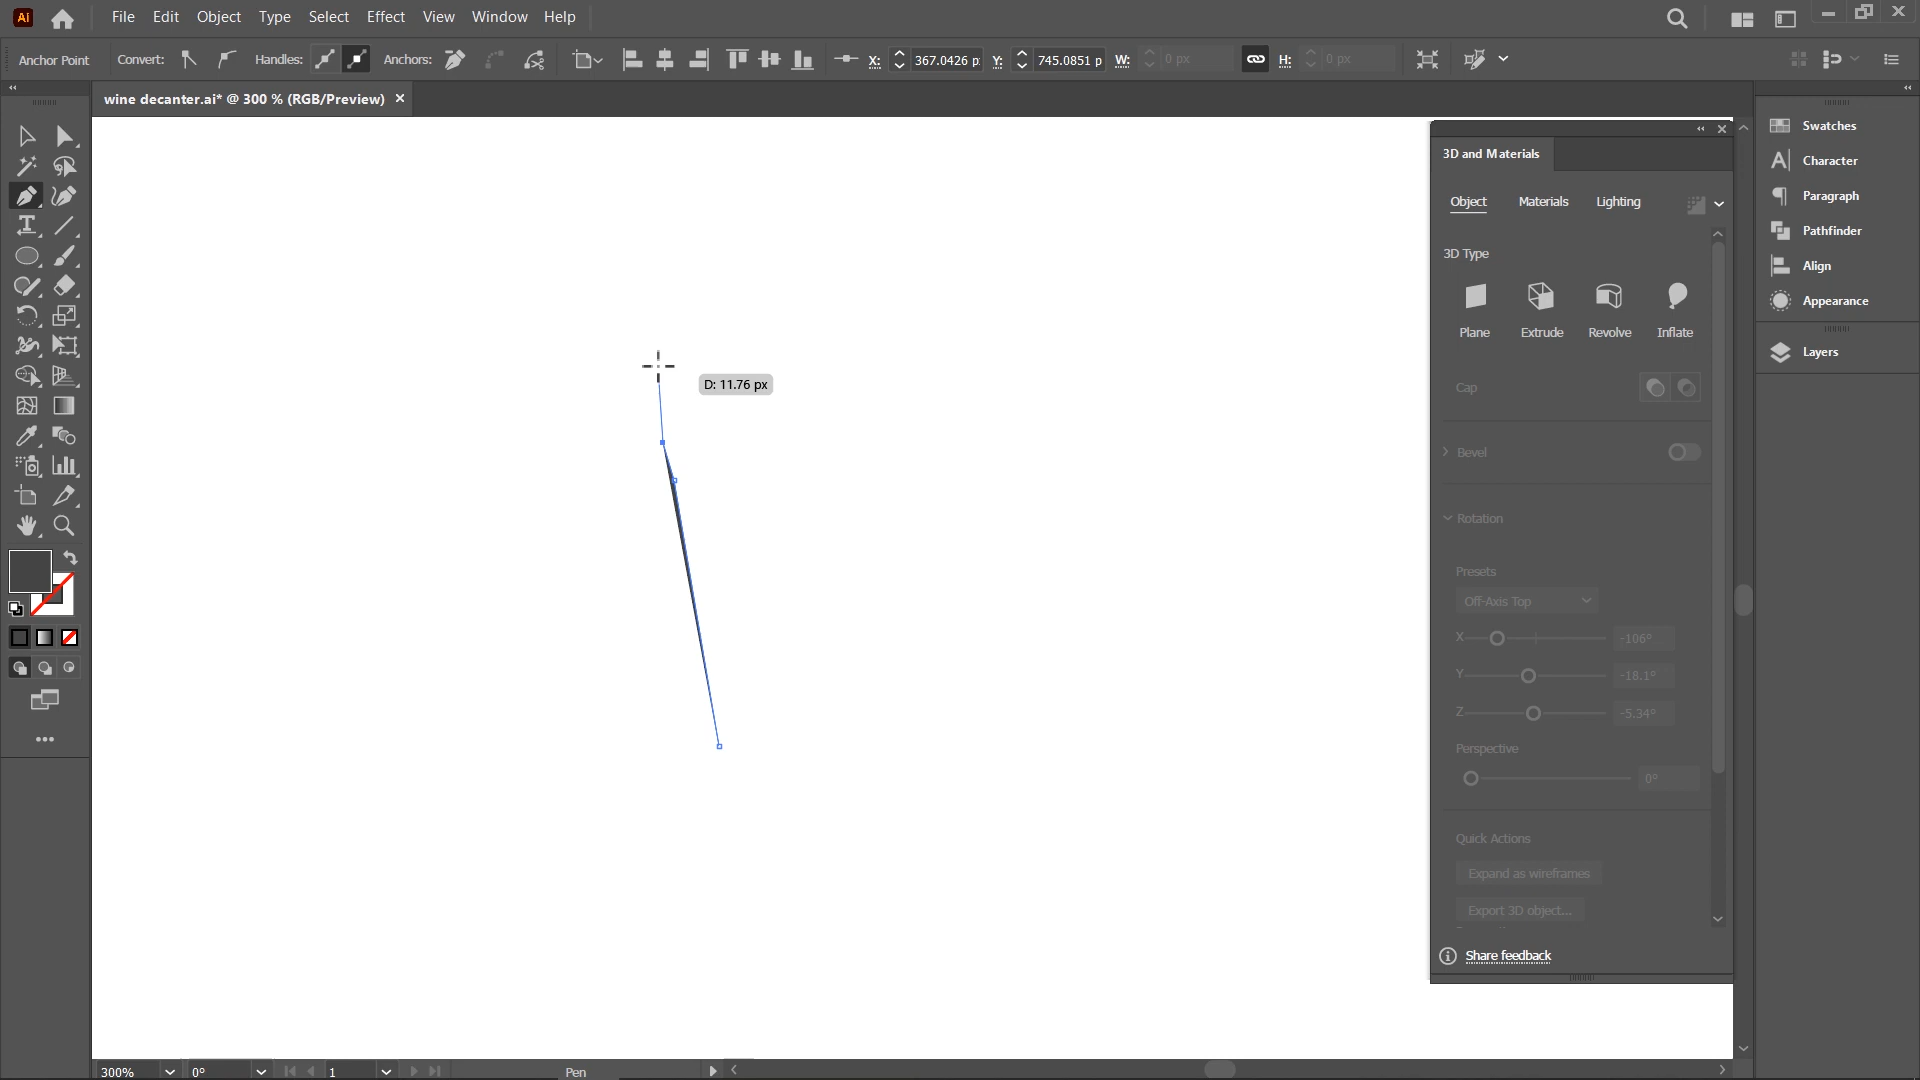 Ai File Edit Object Type Select Effect View Window Help
Anchor Point Convert: Handles: Anchors: X: 367.0426 p Y: 745.0851 p W: 0 px H: 0 px
wine decanter.ai* @ 300 % (RGB/Preview)
3D and Materials
Object Materials Lighting
3D Type
Plane Extrude Revolve Inflate
Cap
Bevel
Rotation
Presets
Off-Axis Top
X -106°
Y -18.1°
Z -5.34°
Perspective
0°
Quick Actions
Expand as wireframes
Export 3D object...
Share feedback
Swatches
Character
Paragraph
Pathfinder
Align
Appearance
Layers
D: 11.76 px
300% 0° 1 Pen